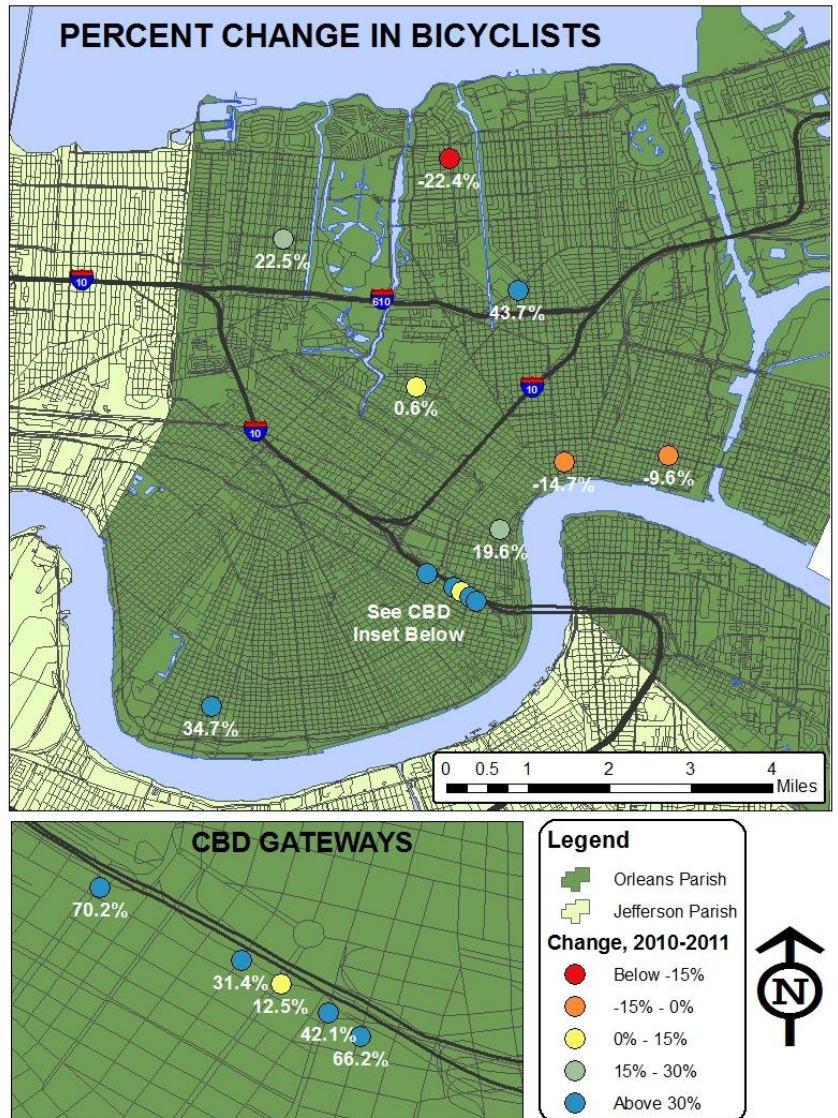 PERCENT CHANGE IN BICYCLISTS
-22.4%
22.5%
10
610
43.7%
0.6%
10
10
-14.7%
-9.6%
19.6%
See CBD
Inset Below
34.7%
0 0.5 1 2 3 4
Miles
CBD GATEWAYS
70.2%
31.4%
12.5%
42.1%
66.2%
Legend
Orleans Parish
Jefferson Parish
Change, 2010-2011
Below -15%
-15% - 0%
0% - 15%
15% - 30%
Above 30%
N